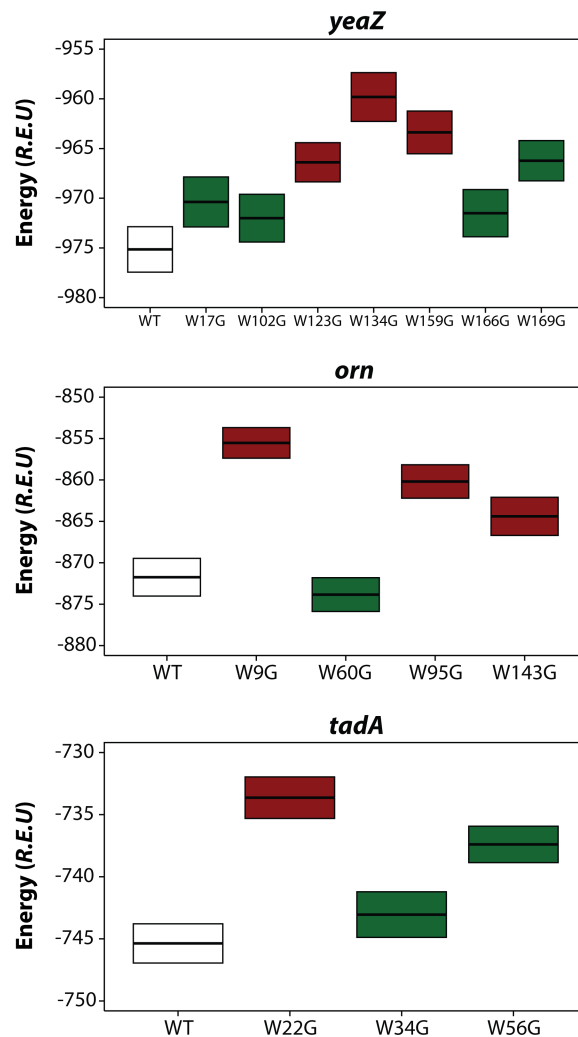 yeaZ
Energy (R.E.U)
-955
-960
-965
-970
-975
-980
WT W17G W102G W123G W134G W159G W166G W169G
orn
Energy (R.E.U)
-850
-855
-860
-865
-870
-875
-880
WT W9G W60G W95G W143G
tadA
Energy (R.E.U)
-730
-735
-740
-745
-750
WT W22G W34G W56G